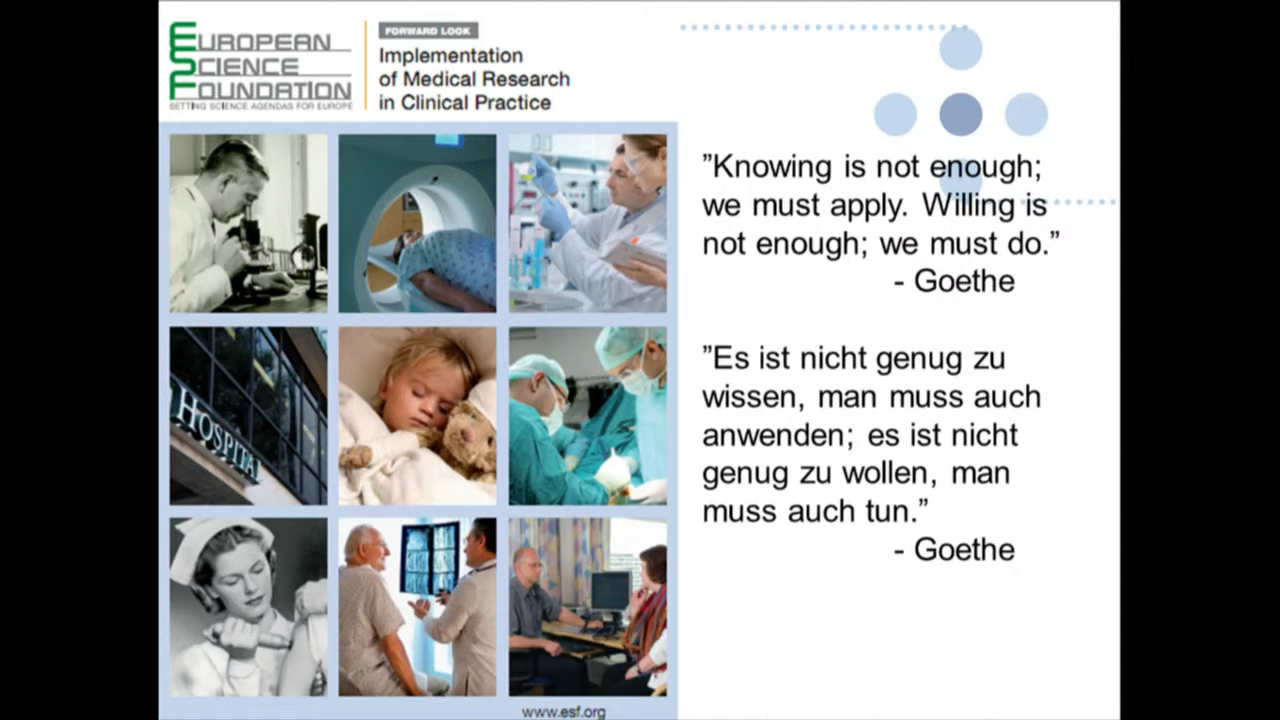 EUROPEAN
SCIENCE
FOUNDATION
SETTING SCIENCE AGENDAS FOR EUROPE
FORWARD LOOK
Implementation
of Medical Research
in Clinical Practice
HOSPITAL
www.esf.org
”Knowing is not enough;
we must apply. Willing is
not enough; we must do.”
- Goethe
”Es ist nicht genug zu
wissen, man muss auch
anwenden; es ist nicht
genug zu wollen, man
muss auch tun.”
- Goethe